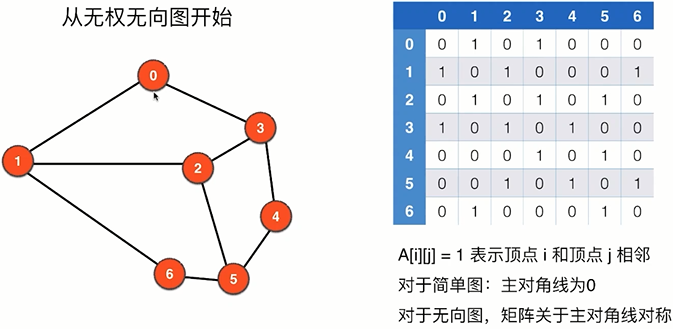 从无权无向图开始
0
3
1
2
4
6
5
0 1 2 3 4 5 6
0 0 1 0 1 0 0 0
1 1 0 1 0 0 0 1
2 0 1 0 1 0 1 0
3 1 0 1 0 1 0 0
4 0 0 0 1 0 1 0
5 0 0 1 0 1 0 1
6 0 1 0 0 0 1 0
A[i][j] = 1 表示顶点 i 和顶点 j 相邻
对于简单图：主对角线为0
对于无向图，矩阵关于主对角线对称